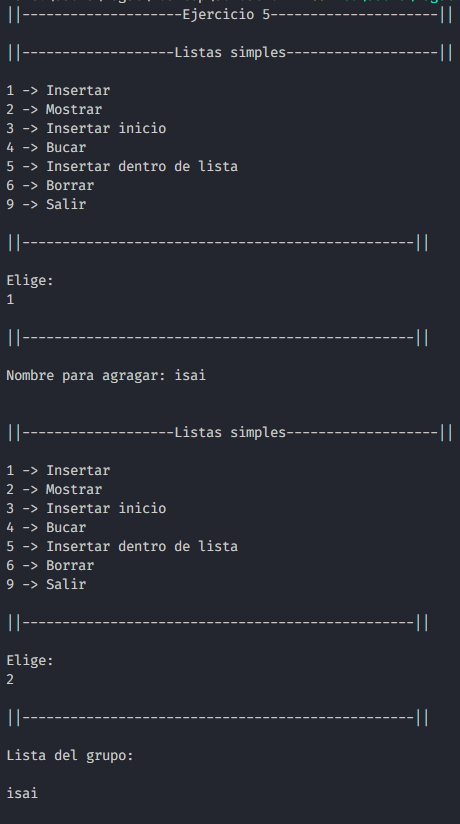 ||--------------------Ejercicio 5---------------------||
||-------------------Listas simples-------------------||
1 -> Insertar
2 -> Mostrar
3 -> Insertar inicio
4 -> Bucar
5 -> Insertar dentro de lista
6 -> Borrar
9 -> Salir
||-------------------------------------------------||
Elige:
1
||-------------------------------------------------||
Nombre para agragar: isai
||-------------------Listas simples-------------------||
1 -> Insertar
2 -> Mostrar
3 -> Insertar inicio
4 -> Bucar
5 -> Insertar dentro de lista
6 -> Borrar
9 -> Salir
||-------------------------------------------------||
Elige:
2
||-------------------------------------------------||
Lista del grupo:
isai